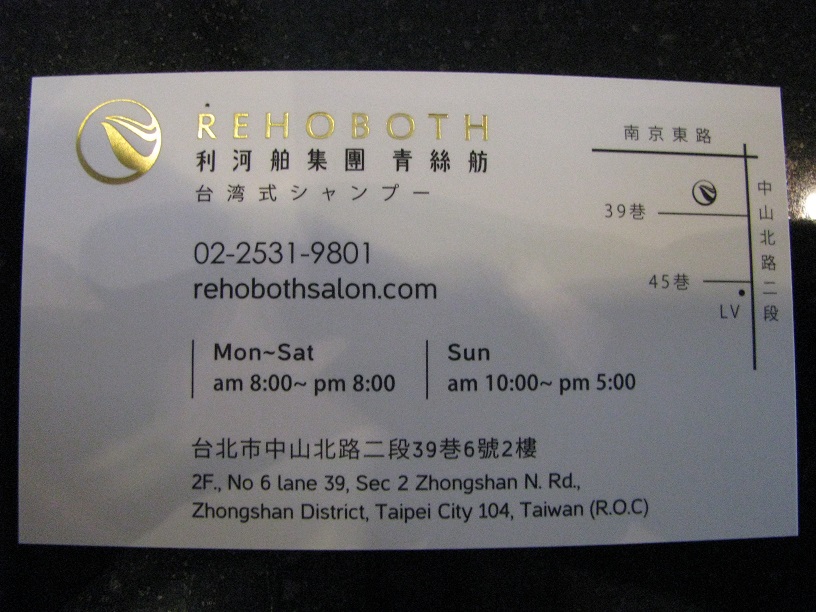 REHOBOTH
利河舶集團 青絲舫
台湾式シャンプー
02-2531-9801
rehobothsalon.com
Mon~Sat
am 8:00~ pm 8:00
Sun
am 10:00~ pm 5:00
台北市中山北路二段39巷6號2樓
2F., No 6 lane 39, Sec 2 Zhongshan N. Rd.,
Zhongshan District, Taipei City 104, Taiwan (R.O.C)
南京東路
中山北路二段
39巷
45巷
LV